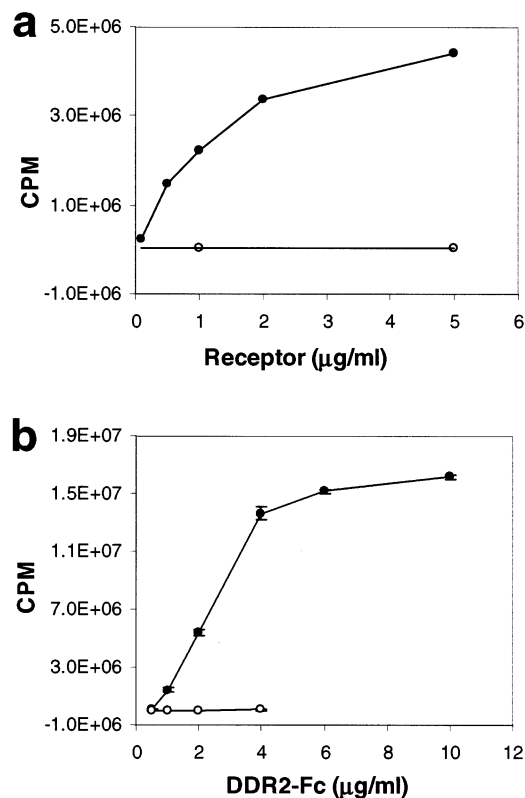 a
5.0E+06
3.0E+06
1.0E+06
-1.0E+06
CPM
0 1 2 3 4 5 6
Receptor (μg/ml)
b
1.9E+07
1.5E+07
1.1E+07
7.0E+06
3.0E+06
-1.0E+06
CPM
0 2 4 6 8 10 12
DDR2-Fc (μg/ml)